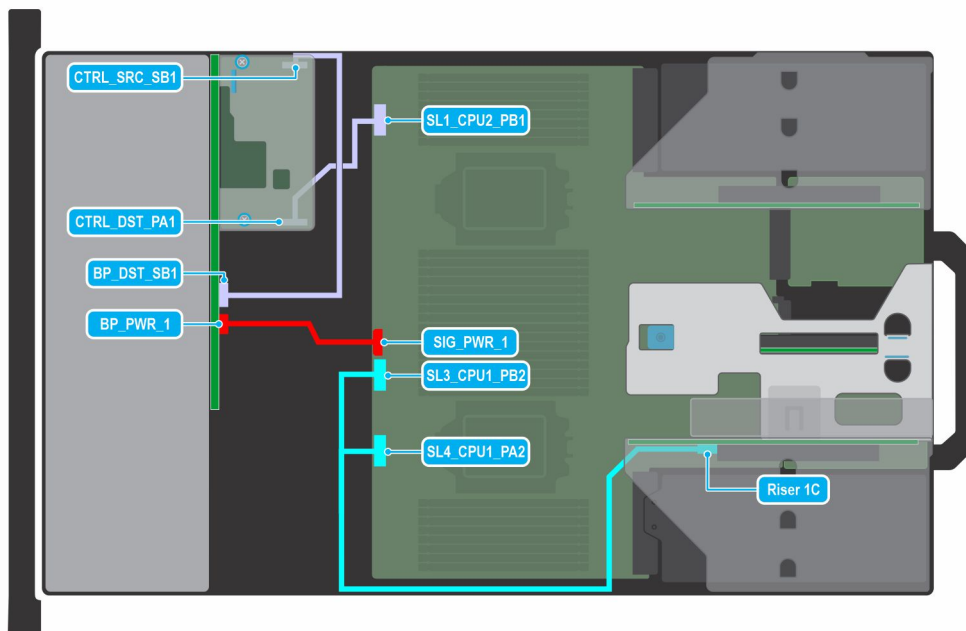 CTRL_SRC_SB1
SL1_CPU2_PB1
CTRL_DST_PA1
BP_DST_SB1
BP_PWR_1
SIG_PWR_1
SL3_CPU1_PB2
SL4_CPU1_PA2
Riser 1C